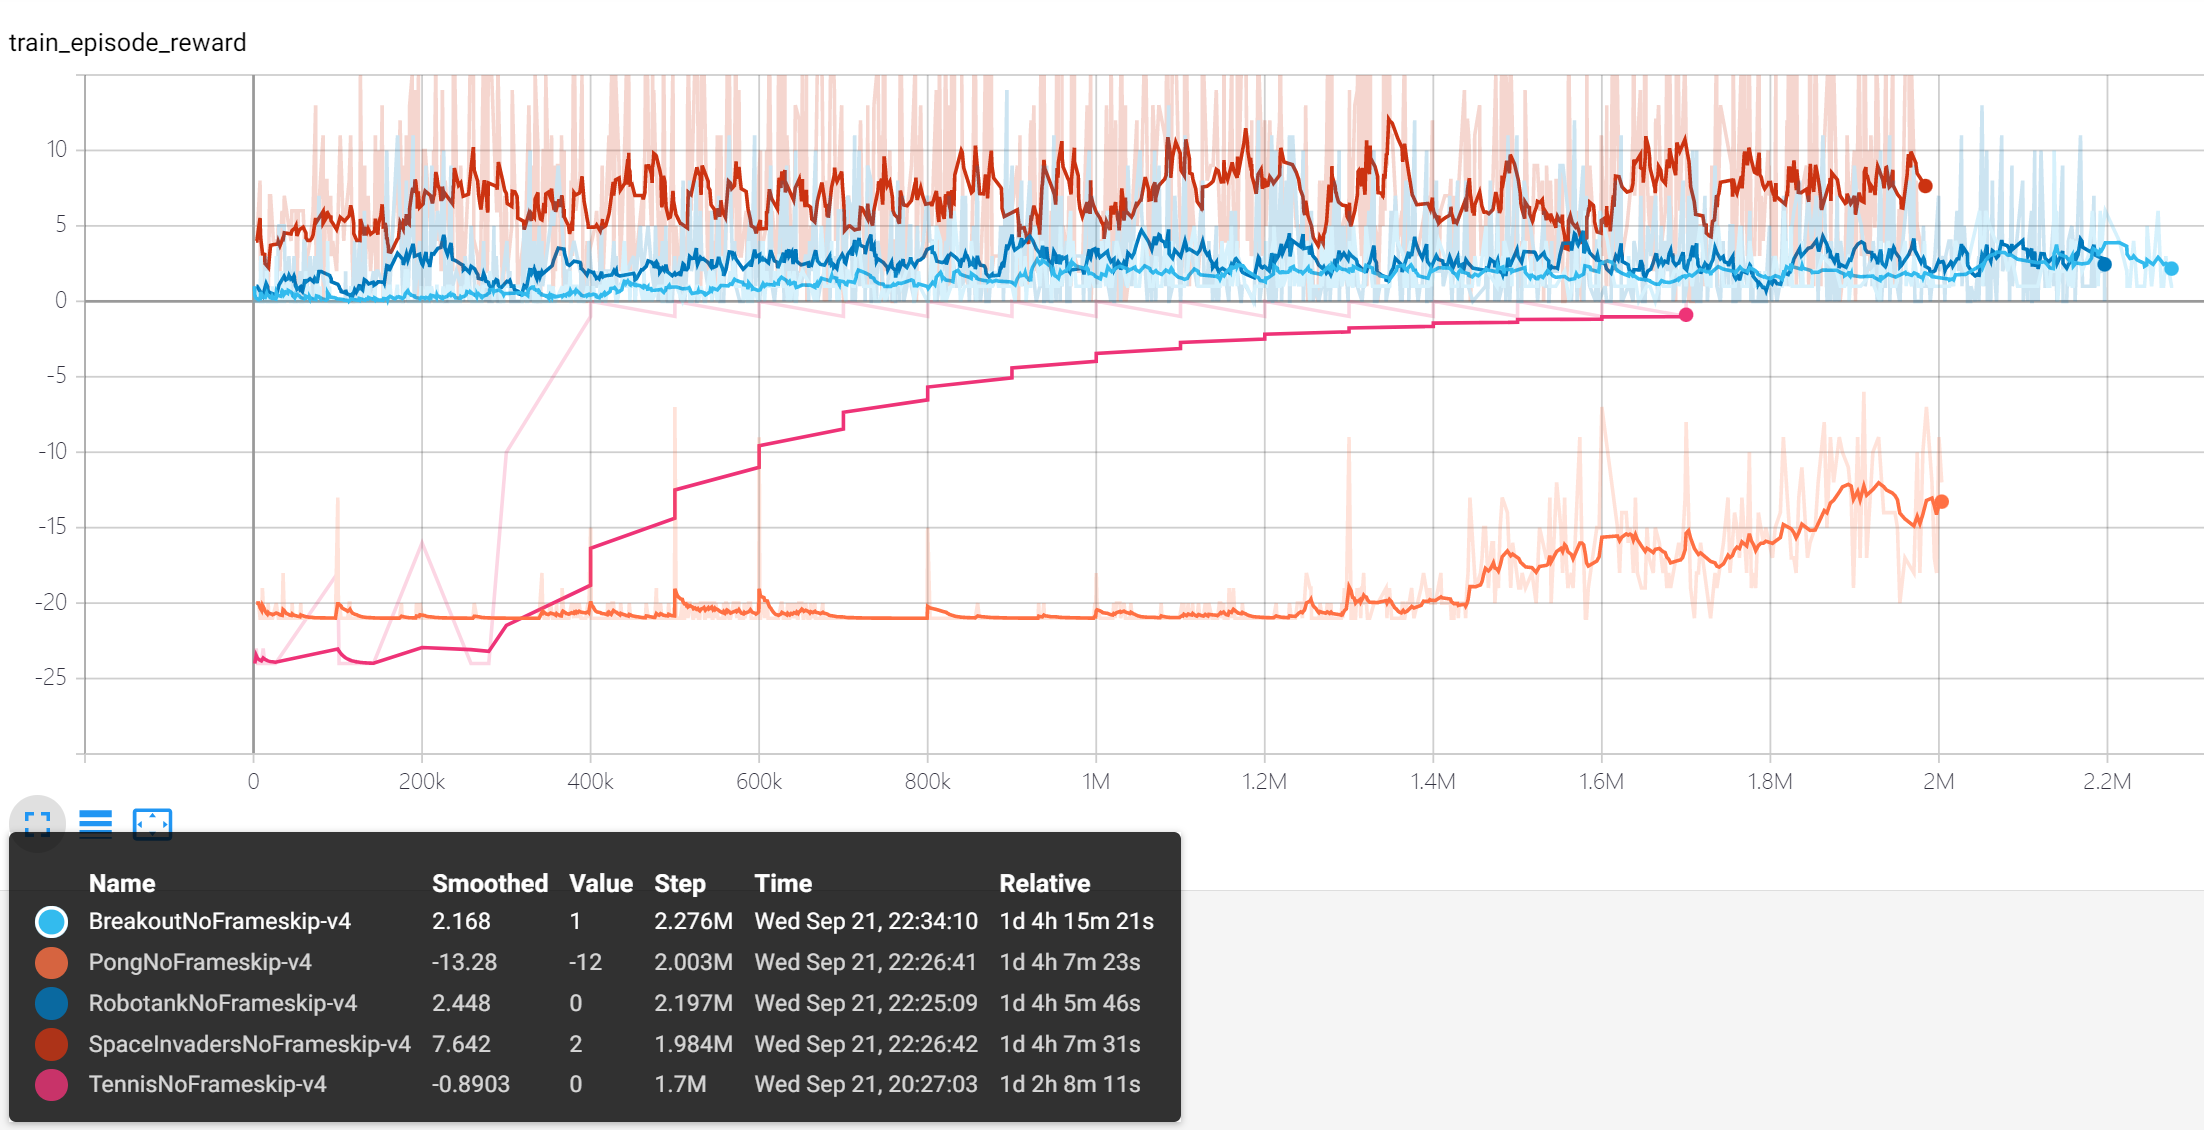 train_episode_reward
10
5
0
-5
-10
-15
-20
-25
0 200k 400k 600k 800k 1M 1.2M 1.4M 1.6M 1.8M 2M 2.2M
Name Smoothed Value Step Time Relative
BreakoutNoFrameskip-v4 2.168 1 2.276M Wed Sep 21, 22:34:10 1d 4h 15m 21s
PongNoFrameskip-v4 -13.28 -12 2.003M Wed Sep 21, 22:26:41 1d 4h 7m 23s
RobotankNoFrameskip-v4 2.448 0 2.197M Wed Sep 21, 22:25:09 1d 4h 5m 46s
SpaceInvadersNoFrameskip-v4 7.642 2 1.984M Wed Sep 21, 22:26:42 1d 4h 7m 31s
TennisNoFrameskip-v4 -0.8903 0 1.7M Wed Sep 21, 20:27:03 1d 2h 8m 11s